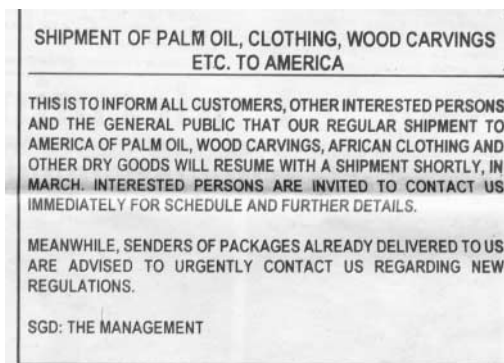 SHIPMENT OF PALM OIL, CLOTHING, WOOD CARVINGS
ETC. TO AMERICA
THIS IS TO INFORM ALL CUSTOMERS, OTHER INTERESTED PERSONS
AND THE GENERAL PUBLIC THAT OUR REGULAR SHIPMENT TO
AMERICA OF PALM OIL, WOOD CARVINGS, AFRICAN CLOTHING AND
OTHER DRY GOODS WILL RESUME WITH A SHIPMENT SHORTLY, IN
MARCH. INTERESTED PERSONS ARE INVITED TO CONTACT US
IMMEDIATELY FOR SCHEDULE AND FURTHER DETAILS.
MEANWHILE, SENDERS OF PACKAGES ALREADY DELIVERED TO US
ARE ADVISED TO URGENTLY CONTACT US REGARDING NEW
REGULATIONS.
SGD: THE MANAGEMENT